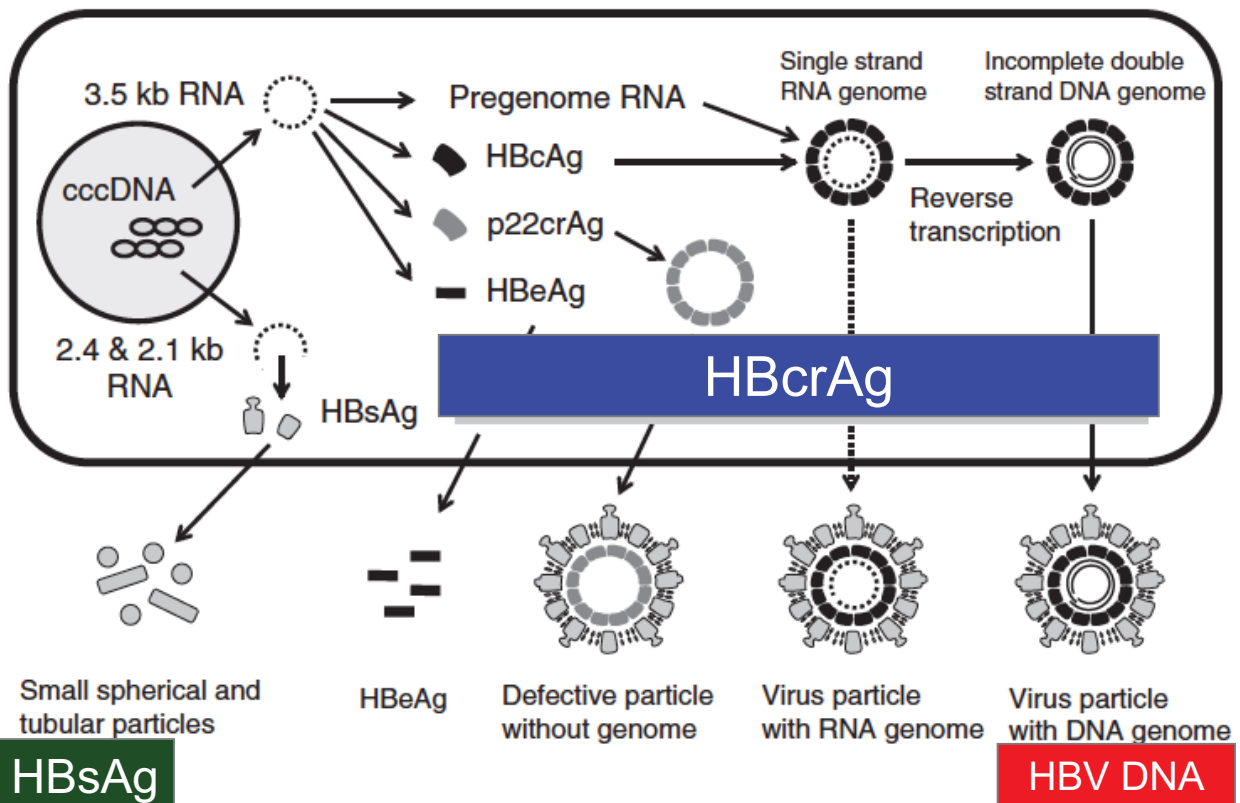 3.5 kb RNA
Pregenome RNA
Single strand
RNA genome
Incomplete double
strand DNA genome
cccDNA
HBcAg
p22crAg
HBeAg
Reverse
transcription
2.4 & 2.1 kb
RNA
HBsAg
HBcrAg
Small spherical and
tubular particles
HBeAg
Defective particle
without genome
Virus particle
with RNA genome
Virus particle
with DNA genome
HBsAg
HBV DNA